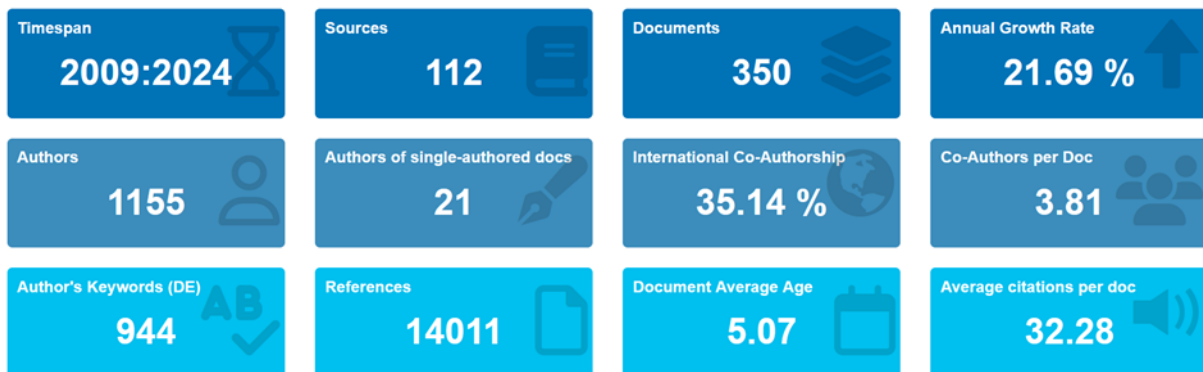 Timespan
2009:2024
Sources
112
Documents
350
Annual Growth Rate
21.69 %
Authors
1155
Authors of single-authored docs
21
International Co-Authorship
35.14 %
Co-Authors per Doc
3.81
Author's Keywords (DE)
AB
944
References
14011
Document Average Age
5.07
Average citations per doc
32.28